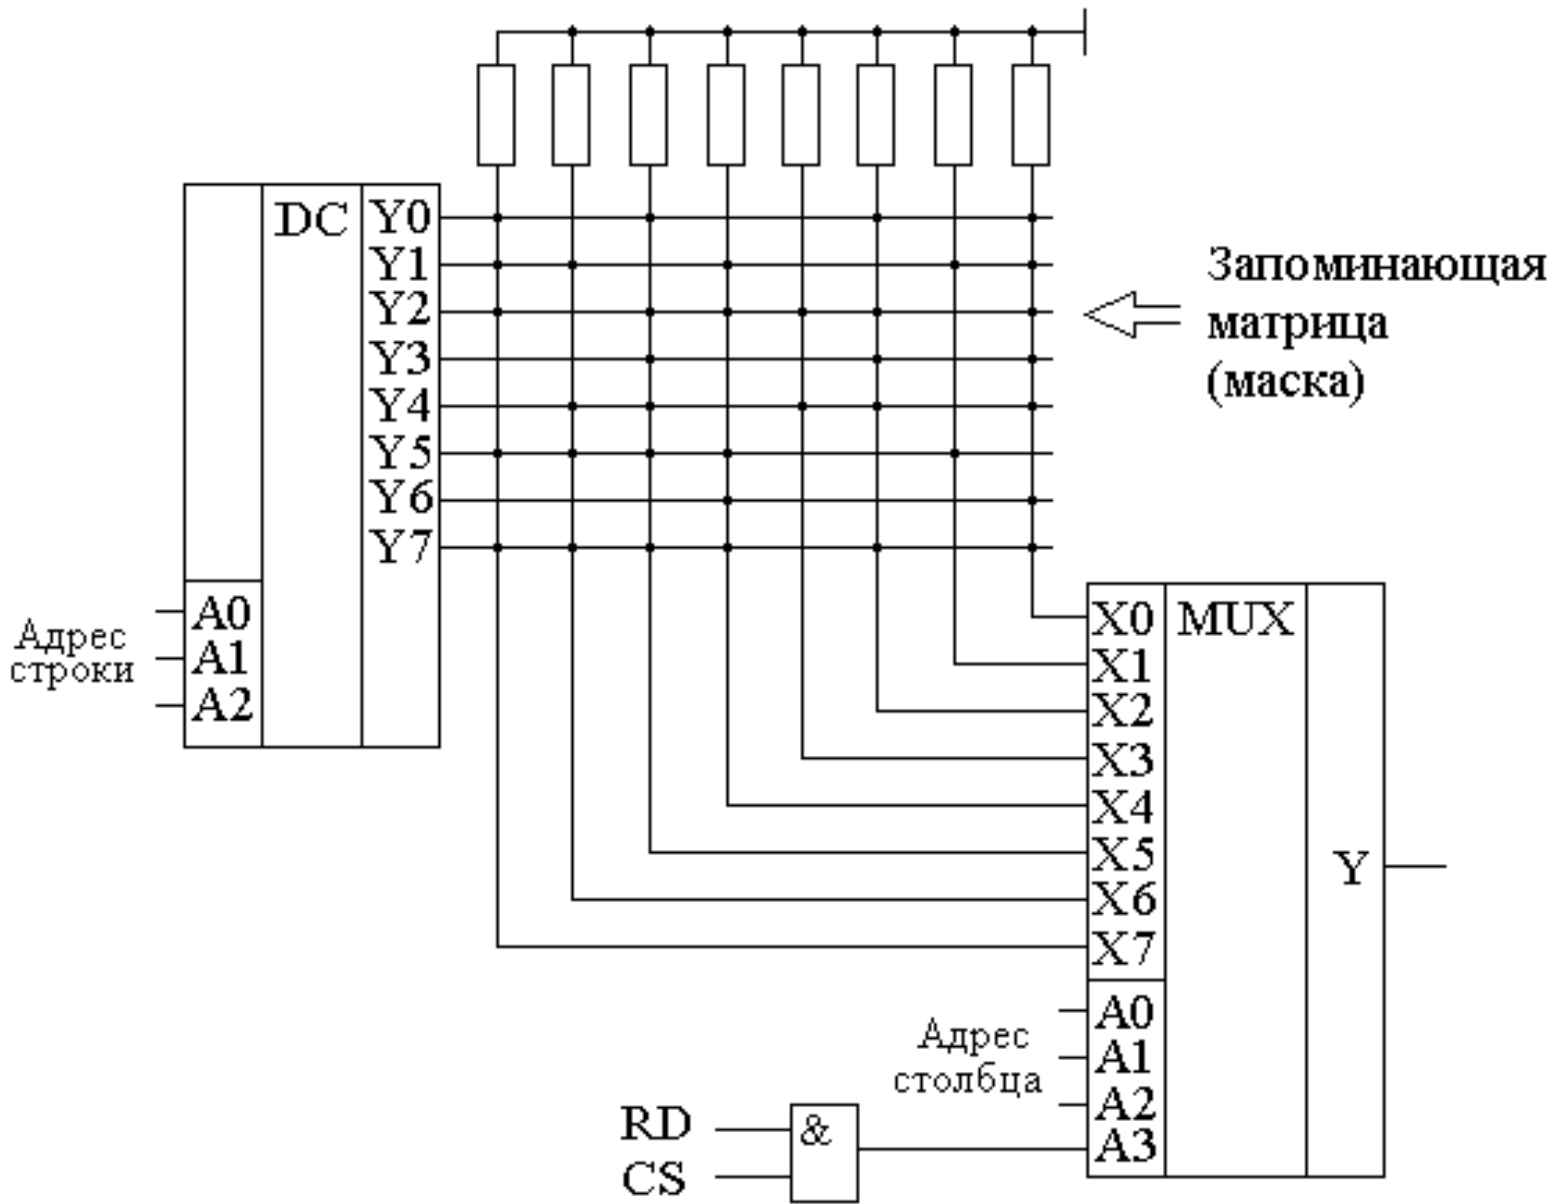 DC
Y0
Y1
Y2
Y3
Y4
Y5
Y6
Y7
A0
A1
A2
Адрес
строки
Запоминающая
матрица
(маска)
X0
X1
X2
X3
X4
X5
X6
X7
MUX
Y
A0
A1
A2
A3
Адрес
столбца
RD
CS
&